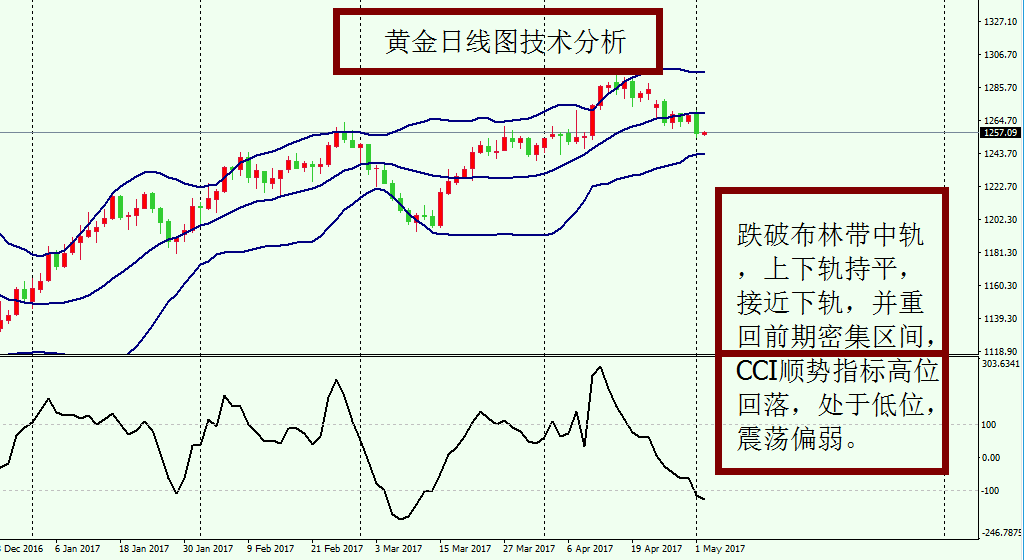 黄金日线图技术分析
1327.10
1306.70
1285.70
1264.70
1257.09
1243.70
1222.70
1202.30
1181.30
1160.30
1139.30
1118.90
跌破布林带中轨
，上下轨持平，
接近下轨，并重
回前期密集区间，
CCI顺势指标高位
回落，处于低位，
震荡偏弱。
303.6341
100
0.00
-100
-246.7875
Dec 2016 6 Jan 2017 18 Jan 2017 30 Jan 2017 9 Feb 2017 21 Feb 2017 3 Mar 2017 15 Mar 2017 27 Mar 2017 6 Apr 2017 19 Apr 2017 1 May 2017